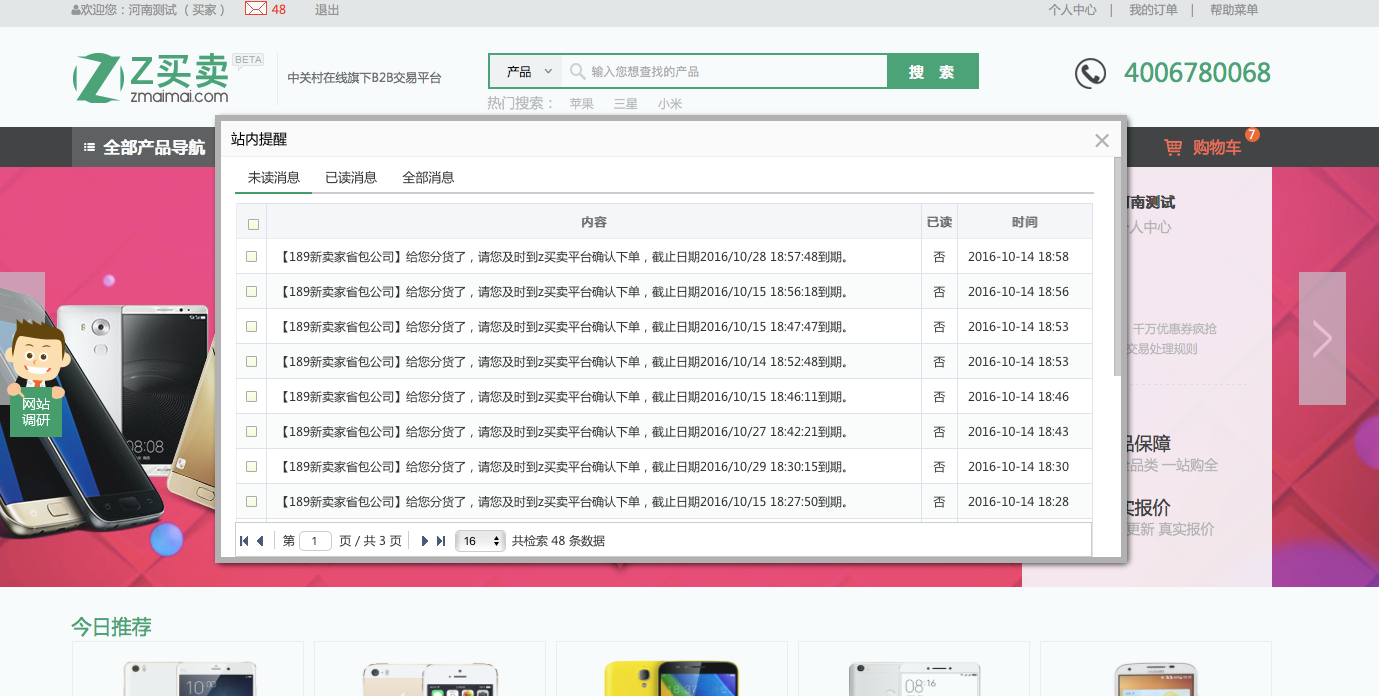 欢迎您：河南测试 ( 买家 ) 48 退出 个人中心 | 我的订单 | 帮助菜单
Z买卖 BETA
zmaimai.com
中关村在线旗下B2B交易平台
产品 输入您想查找的产品 搜 索
4006780068
热门搜索： 苹果 三星 小米
全部产品导航
购物车 7
站内提醒
未读消息 已读消息 全部消息
内容 已读 时间
【189新卖家省包公司】给您分货了，请您及时到z买卖平台确认下单，截止日期2016/10/28 18:57:48到期。 否 2016-10-14 18:58
【189新卖家省包公司】给您分货了，请您及时到z买卖平台确认下单，截止日期2016/10/15 18:56:18到期。 否 2016-10-14 18:56
【189新卖家省包公司】给您分货了，请您及时到z买卖平台确认下单，截止日期2016/10/15 18:47:47到期。 否 2016-10-14 18:53
【189新卖家省包公司】给您分货了，请您及时到z买卖平台确认下单，截止日期2016/10/14 18:52:48到期。 否 2016-10-14 18:53
【189新卖家省包公司】给您分货了，请您及时到z买卖平台确认下单，截止日期2016/10/15 18:46:11到期。 否 2016-10-14 18:46
【189新卖家省包公司】给您分货了，请您及时到z买卖平台确认下单，截止日期2016/10/27 18:42:21到期。 否 2016-10-14 18:43
【189新卖家省包公司】给您分货了，请您及时到z买卖平台确认下单，截止日期2016/10/29 18:30:15到期。 否 2016-10-14 18:30
【189新卖家省包公司】给您分货了，请您及时到z买卖平台确认下单，截止日期2016/10/15 18:27:50到期。 否 2016-10-14 18:28
第 1 页 / 共 3 页 16 共检索 48 条数据
河南测试
个人中心
千万优惠券疯抢
交易处理规则
品保障
品类 一站购全
实报价
更新 真实报价
网站
调研
08:08
今日推荐
10:00
08:16